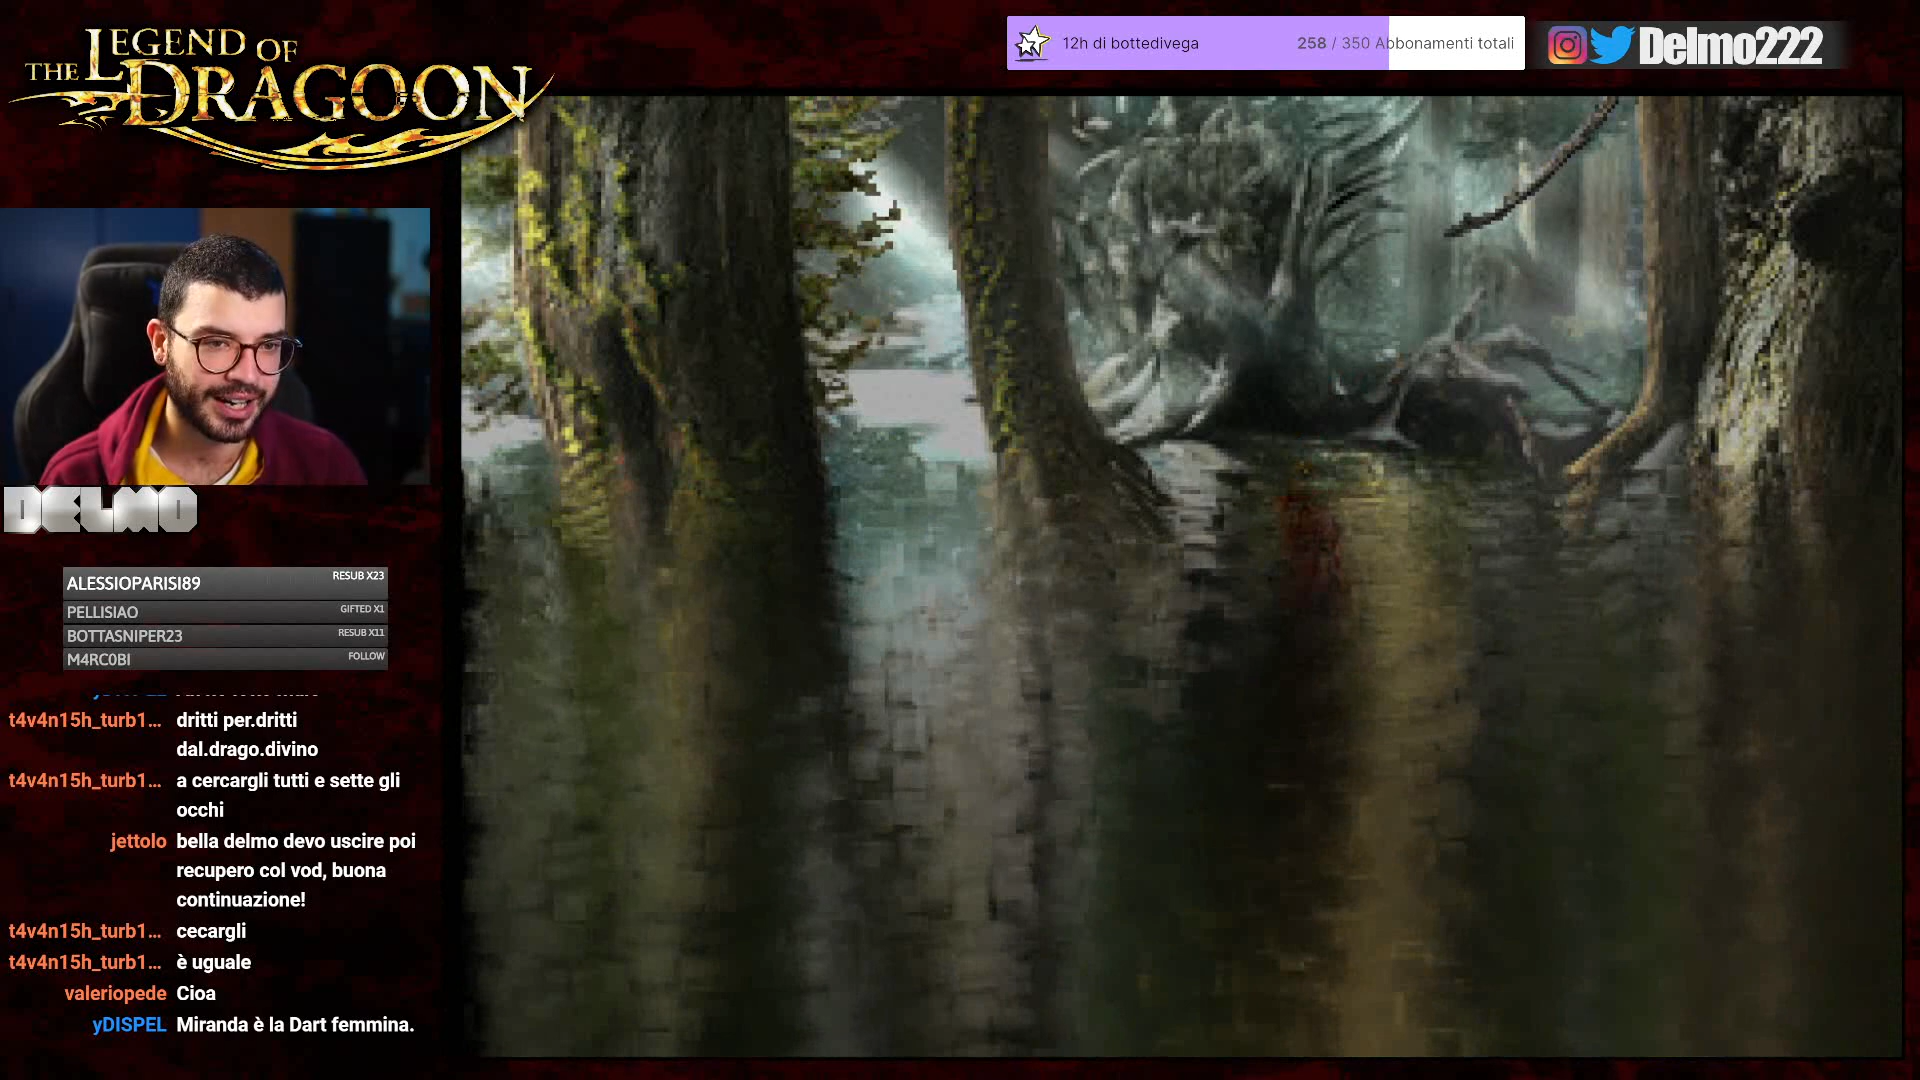 LEGEND OF
THE DRAGOON
12h di bottedivega 258 / 350 Abbonamenti totali
Delmo222
DELMO
ALESSIOPARISI89 RESUB X23
PELLISIAO GIFTED X1
BOTTASNIPER23 RESUB X11
M4RC0BI FOLLOW
t4v4n15h_turb1... dritti per.dritti
dal.drago.divino
t4v4n15h_turb1... a cercargli tutti e sette gli
occhi
jettolo bella delmo devo uscire poi
recupero col vod, buona
continuazione!
t4v4n15h_turb1... cecargli
t4v4n15h_turb1... è uguale
valeriopede Cioa
yDISPEL Miranda è la Dart femmina.